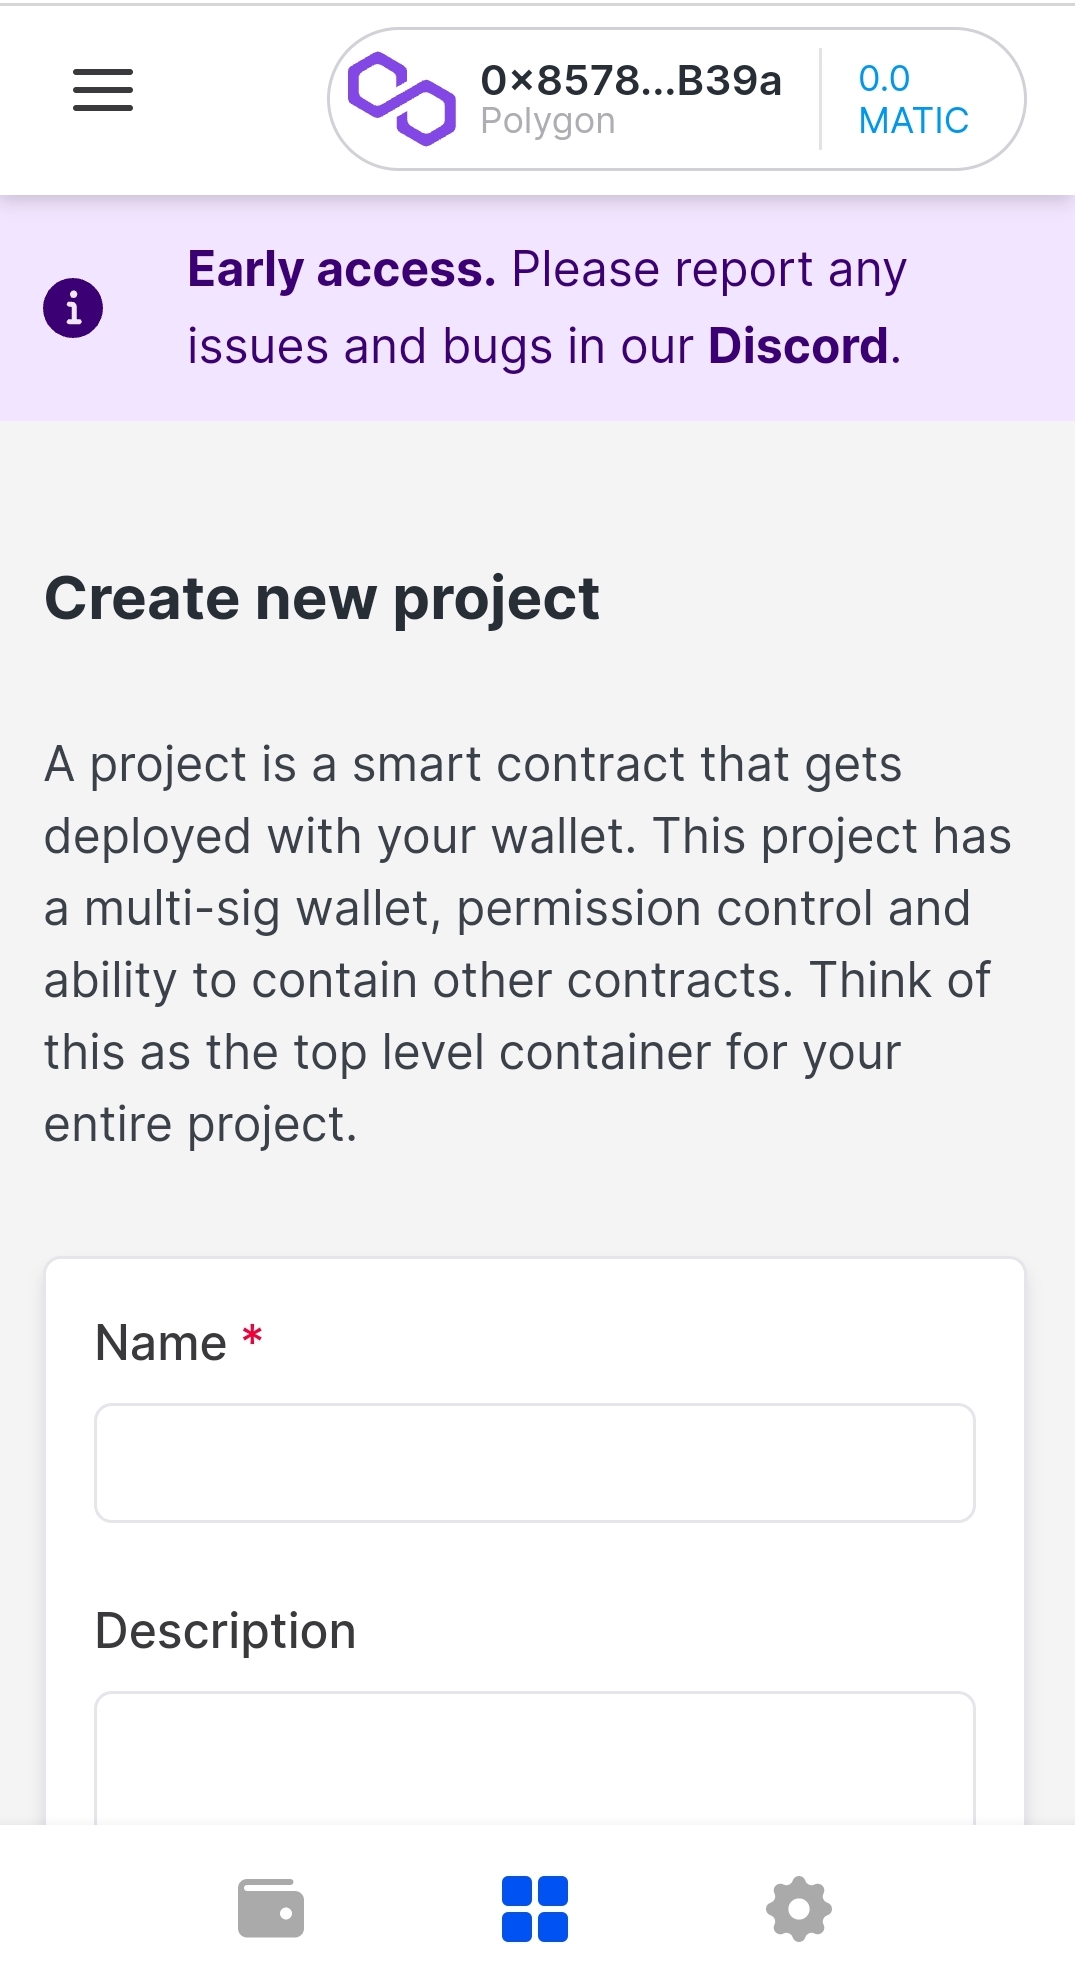 0x8578...B39a
Polygon
0.0
MATIC
Early access. Please report any
issues and bugs in our Discord.
Create new project
A project is a smart contract that gets
deployed with your wallet. This project has
a multi-sig wallet, permission control and
ability to contain other contracts. Think of
this as the top level container for your
entire project.
Name *
Description